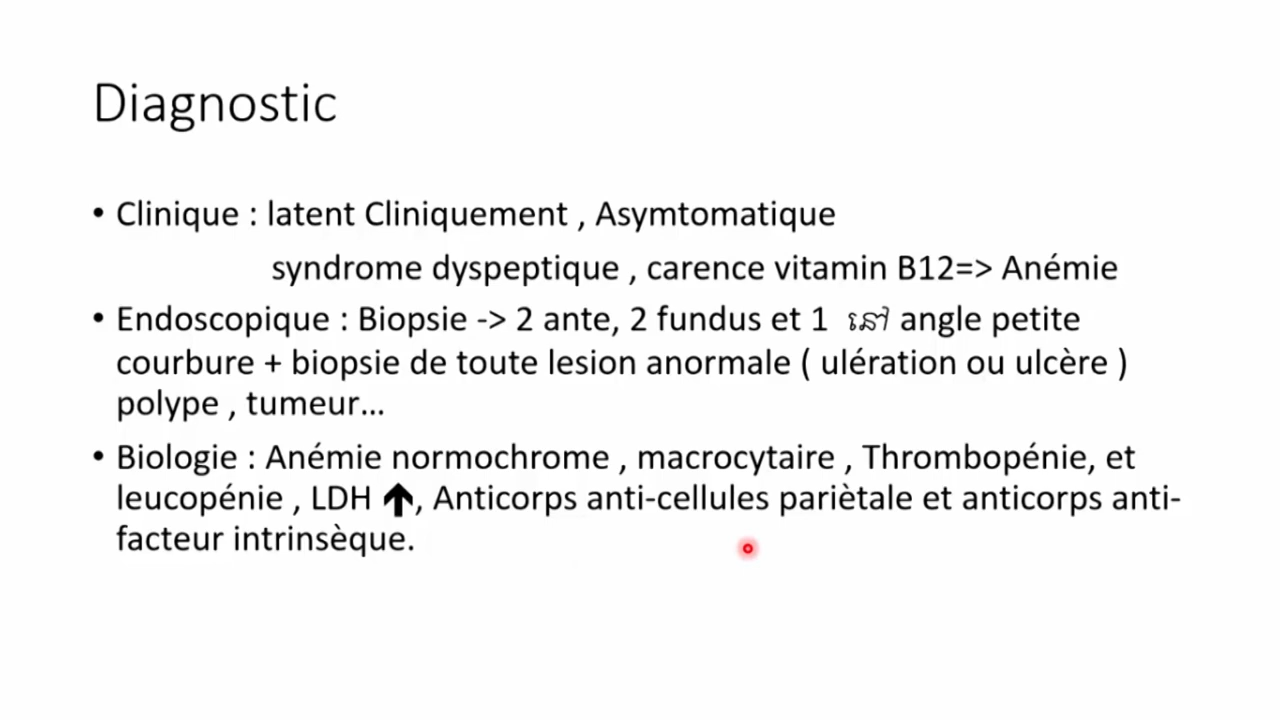 Diagnostic
• Clinique : latent Cliniquement , Asymtomatique
syndrome dyspeptique , carence vitamin B12=> Anémie
• Endoscopique : Biopsie -> 2 ante, 2 fundus et 1 នៅ angle petite
courbure + biopsie de toute lesion anormale ( ulération ou ulcère )
polype , tumeur...
• Biologie : Anémie normochrome , macrocytaire , Thrombopénie, et
leucopénie , LDH 🡹, Anticorps anti-cellules pariètale et anticorps anti-
facteur intrinsèque.